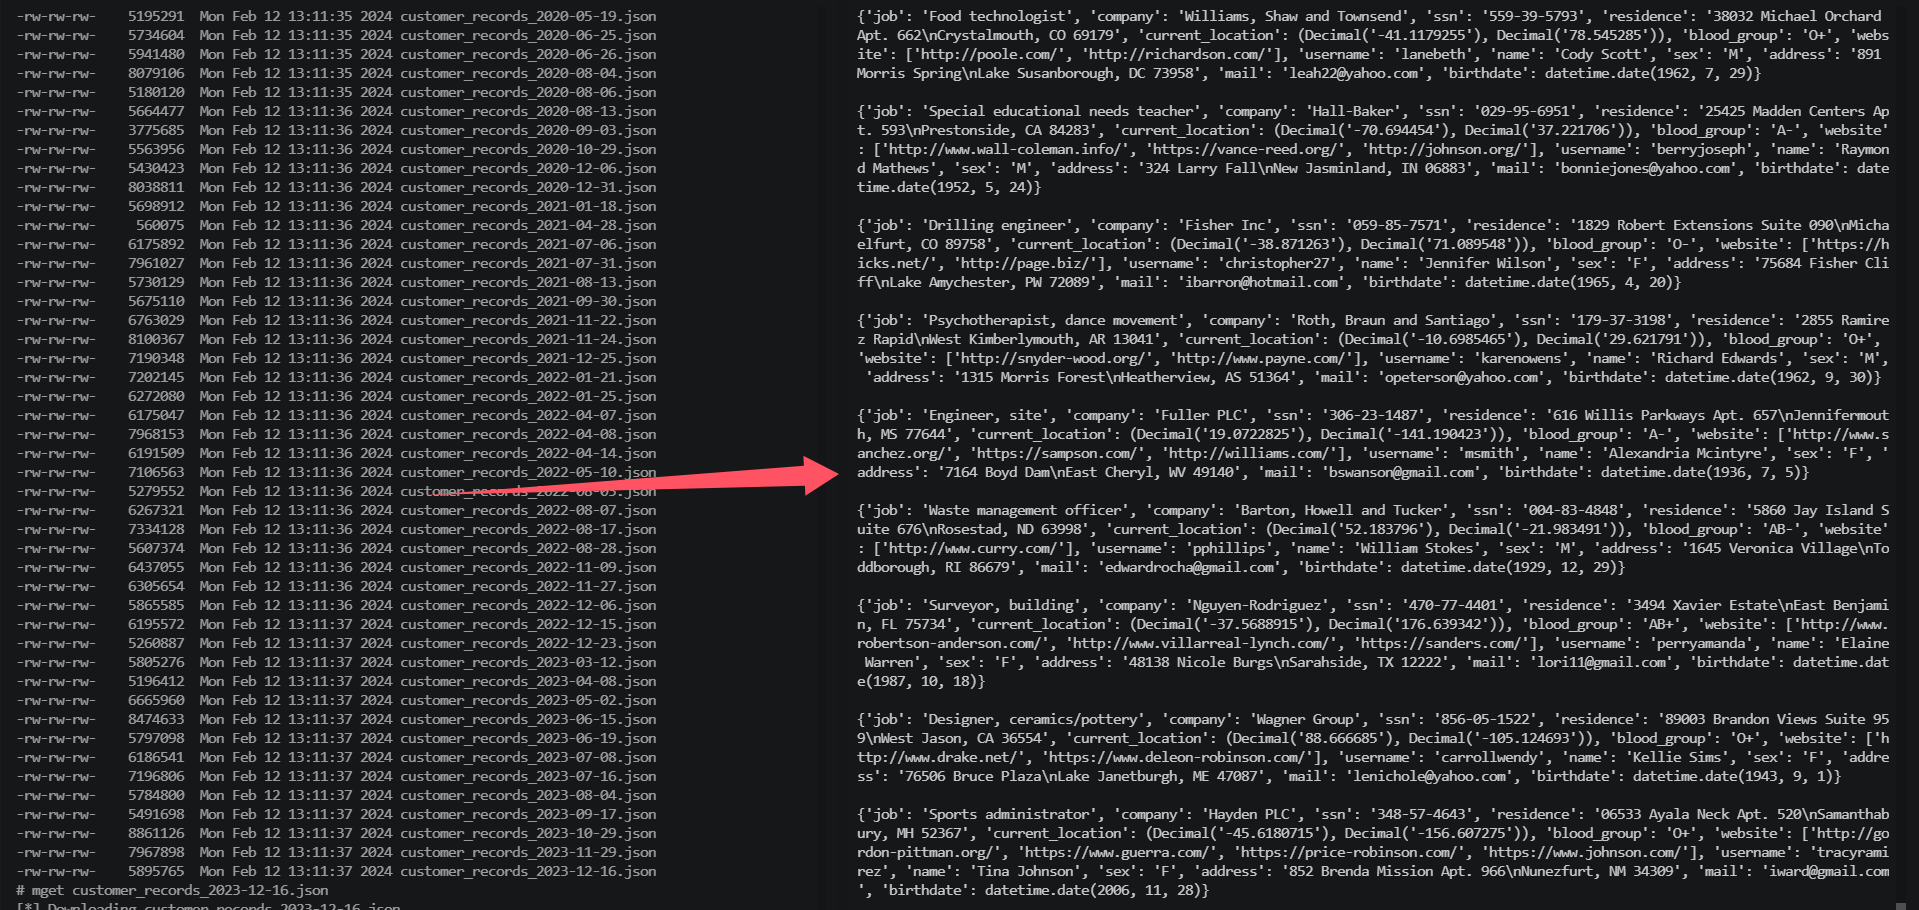 -rw-rw-rw-    5195291  Mon Feb 12 13:11:35 2024 customer_records_2020-05-19.json
-rw-rw-rw-    5734604  Mon Feb 12 13:11:35 2024 customer_records_2020-06-25.json
-rw-rw-rw-    5941480  Mon Feb 12 13:11:35 2024 customer_records_2020-06-26.json
-rw-rw-rw-    8079106  Mon Feb 12 13:11:35 2024 customer_records_2020-08-04.json
-rw-rw-rw-    5180120  Mon Feb 12 13:11:35 2024 customer_records_2020-08-06.json
-rw-rw-rw-    5664477  Mon Feb 12 13:11:36 2024 customer_records_2020-08-13.json
-rw-rw-rw-    3775685  Mon Feb 12 13:11:36 2024 customer_records_2020-09-03.json
-rw-rw-rw-    5563956  Mon Feb 12 13:11:36 2024 customer_records_2020-10-29.json
-rw-rw-rw-    5430423  Mon Feb 12 13:11:36 2024 customer_records_2020-12-06.json
-rw-rw-rw-    8038811  Mon Feb 12 13:11:36 2024 customer_records_2020-12-31.json
-rw-rw-rw-    5698912  Mon Feb 12 13:11:36 2024 customer_records_2021-01-18.json
-rw-rw-rw-     560075  Mon Feb 12 13:11:36 2024 customer_records_2021-04-28.json
-rw-rw-rw-    6175892  Mon Feb 12 13:11:36 2024 customer_records_2021-07-06.json
-rw-rw-rw-    7961027  Mon Feb 12 13:11:36 2024 customer_records_2021-07-31.json
-rw-rw-rw-    5730129  Mon Feb 12 13:11:36 2024 customer_records_2021-08-13.json
-rw-rw-rw-    5675110  Mon Feb 12 13:11:36 2024 customer_records_2021-09-30.json
-rw-rw-rw-    6763029  Mon Feb 12 13:11:36 2024 customer_records_2021-11-22.json
-rw-rw-rw-    8100367  Mon Feb 12 13:11:36 2024 customer_records_2021-11-24.json
-rw-rw-rw-    7190348  Mon Feb 12 13:11:36 2024 customer_records_2021-12-25.json
-rw-rw-rw-    7202145  Mon Feb 12 13:11:36 2024 customer_records_2022-01-21.json
-rw-rw-rw-    6272080  Mon Feb 12 13:11:36 2024 customer_records_2022-01-25.json
-rw-rw-rw-    6175047  Mon Feb 12 13:11:36 2024 customer_records_2022-04-07.json
-rw-rw-rw-    7968153  Mon Feb 12 13:11:36 2024 customer_records_2022-04-08.json
-rw-rw-rw-    6191509  Mon Feb 12 13:11:36 2024 customer_records_2022-04-14.json
-rw-rw-rw-    7106563  Mon Feb 12 13:11:36 2024 customer_records_2022-05-10.json
-rw-rw-rw-    5279552  Mon Feb 12 13:11:36 2024 customer_records_2022-08-05.json
-rw-rw-rw-    6267321  Mon Feb 12 13:11:36 2024 customer_records_2022-08-07.json
-rw-rw-rw-    7334128  Mon Feb 12 13:11:36 2024 customer_records_2022-08-17.json
-rw-rw-rw-    5607374  Mon Feb 12 13:11:36 2024 customer_records_2022-08-28.json
-rw-rw-rw-    6437055  Mon Feb 12 13:11:36 2024 customer_records_2022-11-09.json
-rw-rw-rw-    6305654  Mon Feb 12 13:11:36 2024 customer_records_2022-11-27.json
-rw-rw-rw-    5865585  Mon Feb 12 13:11:36 2024 customer_records_2022-12-06.json
-rw-rw-rw-    6195572  Mon Feb 12 13:11:37 2024 customer_records_2022-12-15.json
-rw-rw-rw-    5260887  Mon Feb 12 13:11:37 2024 customer_records_2022-12-23.json
-rw-rw-rw-    5805276  Mon Feb 12 13:11:37 2024 customer_records_2023-03-12.json
-rw-rw-rw-    5196412  Mon Feb 12 13:11:37 2024 customer_records_2023-04-08.json
-rw-rw-rw-    6665960  Mon Feb 12 13:11:37 2024 customer_records_2023-05-02.json
-rw-rw-rw-    8474633  Mon Feb 12 13:11:37 2024 customer_records_2023-06-15.json
-rw-rw-rw-    5797098  Mon Feb 12 13:11:37 2024 customer_records_2023-06-19.json
-rw-rw-rw-    6186541  Mon Feb 12 13:11:37 2024 customer_records_2023-07-08.json
-rw-rw-rw-    7196806  Mon Feb 12 13:11:37 2024 customer_records_2023-07-16.json
-rw-rw-rw-    5784800  Mon Feb 12 13:11:37 2024 customer_records_2023-08-04.json
-rw-rw-rw-    5491698  Mon Feb 12 13:11:37 2024 customer_records_2023-09-17.json
-rw-rw-rw-    8861126  Mon Feb 12 13:11:37 2024 customer_records_2023-10-29.json
-rw-rw-rw-    7967898  Mon Feb 12 13:11:37 2024 customer_records_2023-11-29.json
-rw-rw-rw-    5895765  Mon Feb 12 13:11:37 2024 customer_records_2023-12-16.json
# mget customer_records_2023-12-16.json
[*] Downloading customer_records_2023-12-16.json
{'job': 'Food technologist', 'company': 'Williams, Shaw and Townsend', 'ssn': '559-39-5793', 'residence': '38032 Michael Orchard
Apt. 662\nCrystalmouth, CO 69179', 'current_location': (Decimal('-41.1179255'), Decimal('78.545285')), 'blood_group': 'O+', 'webs
ite': ['http://poole.com/', 'http://richardson.com/'], 'username': 'lanebeth', 'name': 'Cody Scott', 'sex': 'M', 'address': '891
Morris Spring\nLake Susanborough, DC 73958', 'mail': 'leah22@yahoo.com', 'birthdate': datetime.date(1962, 7, 29)}
{'job': 'Special educational needs teacher', 'company': 'Hall-Baker', 'ssn': '029-95-6951', 'residence': '25425 Madden Centers Ap
t. 593\nPrestonside, CA 84283', 'current_location': (Decimal('-70.694454'), Decimal('37.221706')), 'blood_group': 'A-', 'website'
: ['http://www.wall-coleman.info/', 'https://vance-reed.org/', 'http://johnson.org/'], 'username': 'berryjoseph', 'name': 'Raymon
d Mathews', 'sex': 'M', 'address': '324 Larry Fall\nNew Jasminland, IN 06883', 'mail': 'bonniejones@yahoo.com', 'birthdate': date
time.date(1952, 5, 24)}
{'job': 'Drilling engineer', 'company': 'Fisher Inc', 'ssn': '059-85-7571', 'residence': '1829 Robert Extensions Suite 090\nMicha
elfurt, CO 89758', 'current_location': (Decimal('-38.871263'), Decimal('71.089548')), 'blood_group': 'O-', 'website': ['https://h
icks.net/', 'http://page.biz/'], 'username': 'christopher27', 'name': 'Jennifer Wilson', 'sex': 'F', 'address': '75684 Fisher Cli
ff\nLake Amychester, PW 72089', 'mail': 'ibarron@hotmail.com', 'birthdate': datetime.date(1965, 4, 20)}
{'job': 'Psychotherapist, dance movement', 'company': 'Roth, Braun and Santiago', 'ssn': '179-37-3198', 'residence': '2855 Ramire
z Rapid\nWest Kimberlymouth, AR 13041', 'current_location': (Decimal('-10.6985465'), Decimal('29.621791')), 'blood_group': 'O+',
'website': ['http://snyder-wood.org/', 'http://www.payne.com/'], 'username': 'karenowens', 'name': 'Richard Edwards', 'sex': 'M',
 'address': '1315 Morris Forest\nHeatherview, AS 51364', 'mail': 'opeterson@yahoo.com', 'birthdate': datetime.date(1962, 9, 30)}
{'job': 'Engineer, site', 'company': 'Fuller PLC', 'ssn': '306-23-1487', 'residence': '616 Willis Parkways Apt. 657\nJennifermout
h, MS 77644', 'current_location': (Decimal('19.0722825'), Decimal('-141.190423')), 'blood_group': 'A-', 'website': ['http://www.s
anchez.org/', 'https://sampson.com/', 'http://williams.com/'], 'username': 'msmith', 'name': 'Alexandria Mcintyre', 'sex': 'F', '
address': '7164 Boyd Dam\nEast Cheryl, WV 49140', 'mail': 'bswanson@gmail.com', 'birthdate': datetime.date(1936, 7, 5)}
{'job': 'Waste management officer', 'company': 'Barton, Howell and Tucker', 'ssn': '004-83-4848', 'residence': '5860 Jay Island S
uite 676\nRosestad, ND 63998', 'current_location': (Decimal('52.183796'), Decimal('-21.983491')), 'blood_group': 'AB-', 'website'
: ['http://www.curry.com/'], 'username': 'pphillips', 'name': 'William Stokes', 'sex': 'M', 'address': '1645 Veronica Village\nTo
ddborough, RI 86679', 'mail': 'edwardrocha@gmail.com', 'birthdate': datetime.date(1929, 12, 29)}
{'job': 'Surveyor, building', 'company': 'Nguyen-Rodriguez', 'ssn': '470-77-4401', 'residence': '3494 Xavier Estate\nEast Benjami
n, FL 75734', 'current_location': (Decimal('-37.5688915'), Decimal('176.639342')), 'blood_group': 'AB+', 'website': ['http://www.
robertson-anderson.com/', 'http://www.villarreal-lynch.com/', 'https://sanders.com/'], 'username': 'perryamanda', 'name': 'Elaine
 Warren', 'sex': 'F', 'address': '48138 Nicole Burgs\nSarahside, TX 12222', 'mail': 'lori11@gmail.com', 'birthdate': datetime.dat
e(1987, 10, 18)}
{'job': 'Designer, ceramics/pottery', 'company': 'Wagner Group', 'ssn': '856-05-1522', 'residence': '89003 Brandon Views Suite 95
9\nWest Jason, CA 36554', 'current_location': (Decimal('88.666685'), Decimal('-105.124693')), 'blood_group': 'O+', 'website': ['h
ttp://www.drake.net/', 'https://www.deleon-robinson.com/'], 'username': 'carrollwendy', 'name': 'Kellie Sims', 'sex': 'F', 'addre
ss': '76506 Bruce Plaza\nLake Janetburgh, ME 47087', 'mail': 'lenichole@yahoo.com', 'birthdate': datetime.date(1943, 9, 1)}
{'job': 'Sports administrator', 'company': 'Hayden PLC', 'ssn': '348-57-4643', 'residence': '06533 Ayala Neck Apt. 520\nSamanthab
ury, MH 52367', 'current_location': (Decimal('-45.6180715'), Decimal('-156.607275')), 'blood_group': 'O+', 'website': ['http://go
rdon-pittman.org/', 'https://www.guerra.com/', 'https://price-robinson.com/', 'https://www.johnson.com/'], 'username': 'tracyrami
rez', 'name': 'Tina Johnson', 'sex': 'F', 'address': '852 Brenda Mission Apt. 966\nNunezfurt, NM 34309', 'mail': 'iward@gmail.com
', 'birthdate': datetime.date(2006, 11, 28)}